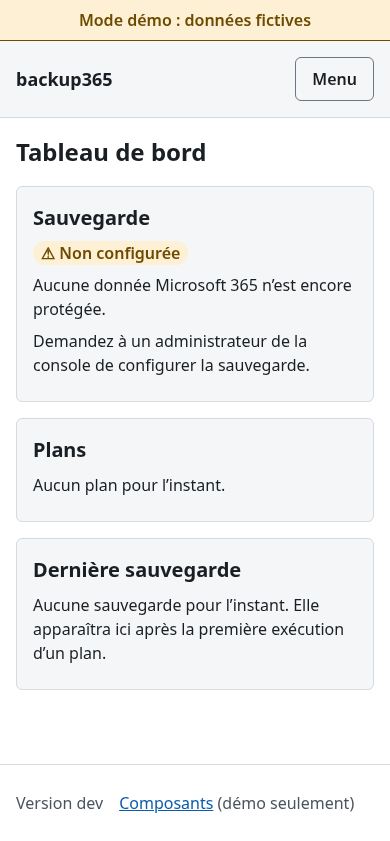 Mode démo : données fictives
backup365
Menu
Tableau de bord
Sauvegarde
⚠ Non configurée
Aucune donnée Microsoft 365 n’est encore
protégée.
Demandez à un administrateur de la
console de configurer la sauvegarde.
Plans
Aucun plan pour l’instant.
Dernière sauvegarde
Aucune sauvegarde pour l’instant. Elle
apparaîtra ici après la première exécution
d’un plan.
Version dev Composants (démo seulement)